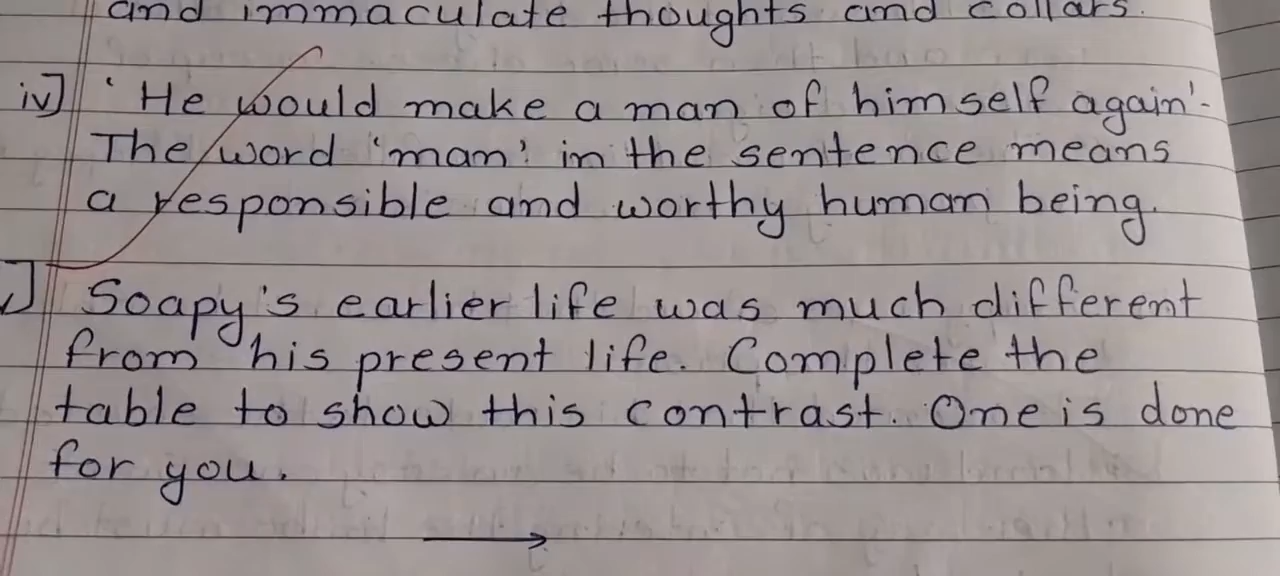 and immaculate thoughts and collars.
iv] 'He would make a man of himself again'-
The word 'man' in the sentence means
a responsible and worthy human being.
] Soapy's earlier life was much different
from his present life. Complete the
table to show this contrast. One is done
for you.